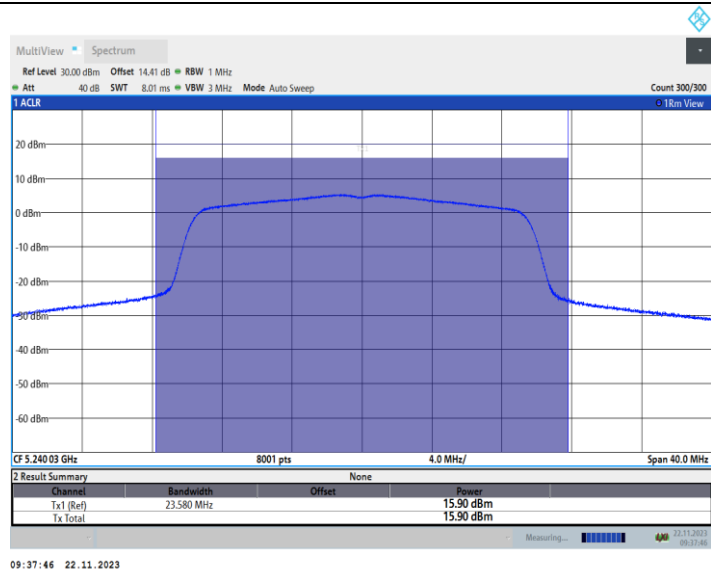 MultiView Spectrum
Ref Level 30.00 dBm Offset 14.41 dB RBW 1 MHz
Att 40 dB SWT 8.01 ms VBW 3 MHz Mode Auto Sweep Count 300/300
1 ACLR 1Rm View
20 dBm
10 dBm
0 dBm
-10 dBm
-20 dBm
-30 dBm
-40 dBm
-50 dBm
-60 dBm
CF 5.240 03 GHz 8001 pts 4.0 MHz/ Span 40.0 MHz
2 Result Summary None
Channel Bandwidth Offset Power
Tx1 (Ref) 23.580 MHz 15.90 dBm
Tx Total 15.90 dBm
Measuring... 22.11.2023
09:37:46
09:37:46 22.11.2023